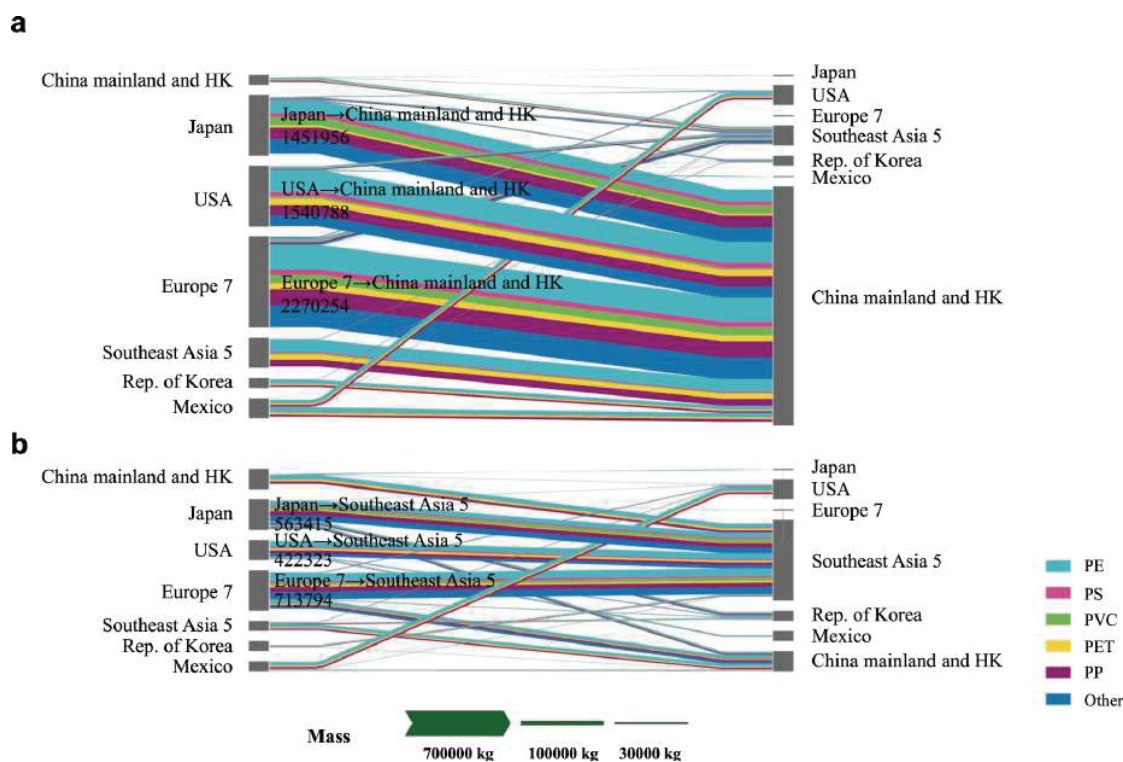 a
China mainland and HK
Japan
USA
Europe 7
Southeast Asia 5
Rep. of Korea
Mexico
Japan→China mainland and HK
1451956
USA→China mainland and HK
1540788
Europe 7→China mainland and HK
2270254
Japan
USA
Europe 7
Southeast Asia 5
Rep. of Korea
Mexico
China mainland and HK
b
China mainland and HK
Japan
USA
Europe 7
Southeast Asia 5
Rep. of Korea
Mexico
Japan→Southeast Asia 5
563415
USA→Southeast Asia 5
422323
Europe 7→Southeast Asia 5
713794
Japan
USA
Europe 7
Southeast Asia 5
Rep. of Korea
Mexico
China mainland and HK
PE
PS
PVC
PET
PP
Other
Mass
700000 kg
100000 kg
30000 kg